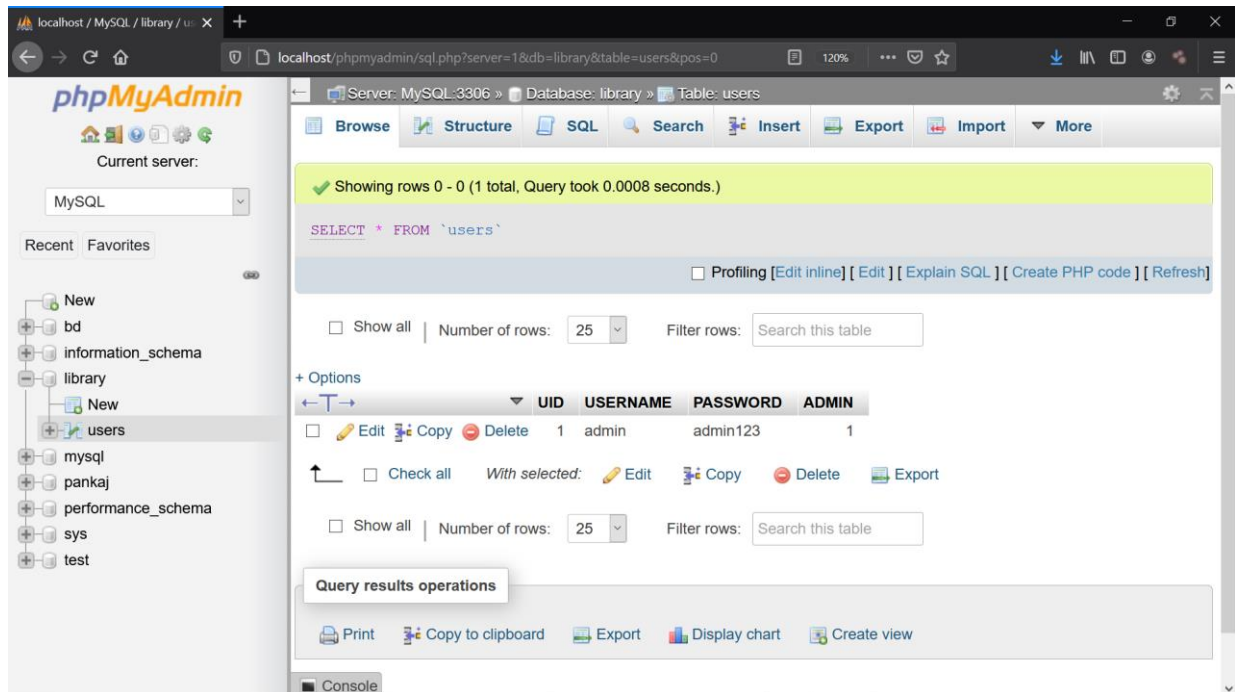 localhost / MySQL / library / us
localhost/phpmyadmin/sql.php?server=1&db=library&table=users&pos=0
120%
phpMyAdmin
Current server:
MySQL
Recent Favorites
New
bd
information_schema
library
New
users
mysql
pankaj
performance_schema
sys
test
Server: MySQL:3306 » Database: library » Table: users
Browse Structure SQL Search Insert Export Import More
Showing rows 0 - 0 (1 total, Query took 0.0008 seconds.)
SELECT * FROM `users`
Profiling [Edit inline] [ Edit ] [ Explain SQL ] [ Create PHP code ] [ Refresh]
Show all | Number of rows: 25 Filter rows: Search this table
+ Options
←T→ UID USERNAME PASSWORD ADMIN
Edit Copy Delete 1 admin admin123 1
Check all With selected: Edit Copy Delete Export
Show all | Number of rows: 25 Filter rows: Search this table
Query results operations
Print Copy to clipboard Export Display chart Create view
Console